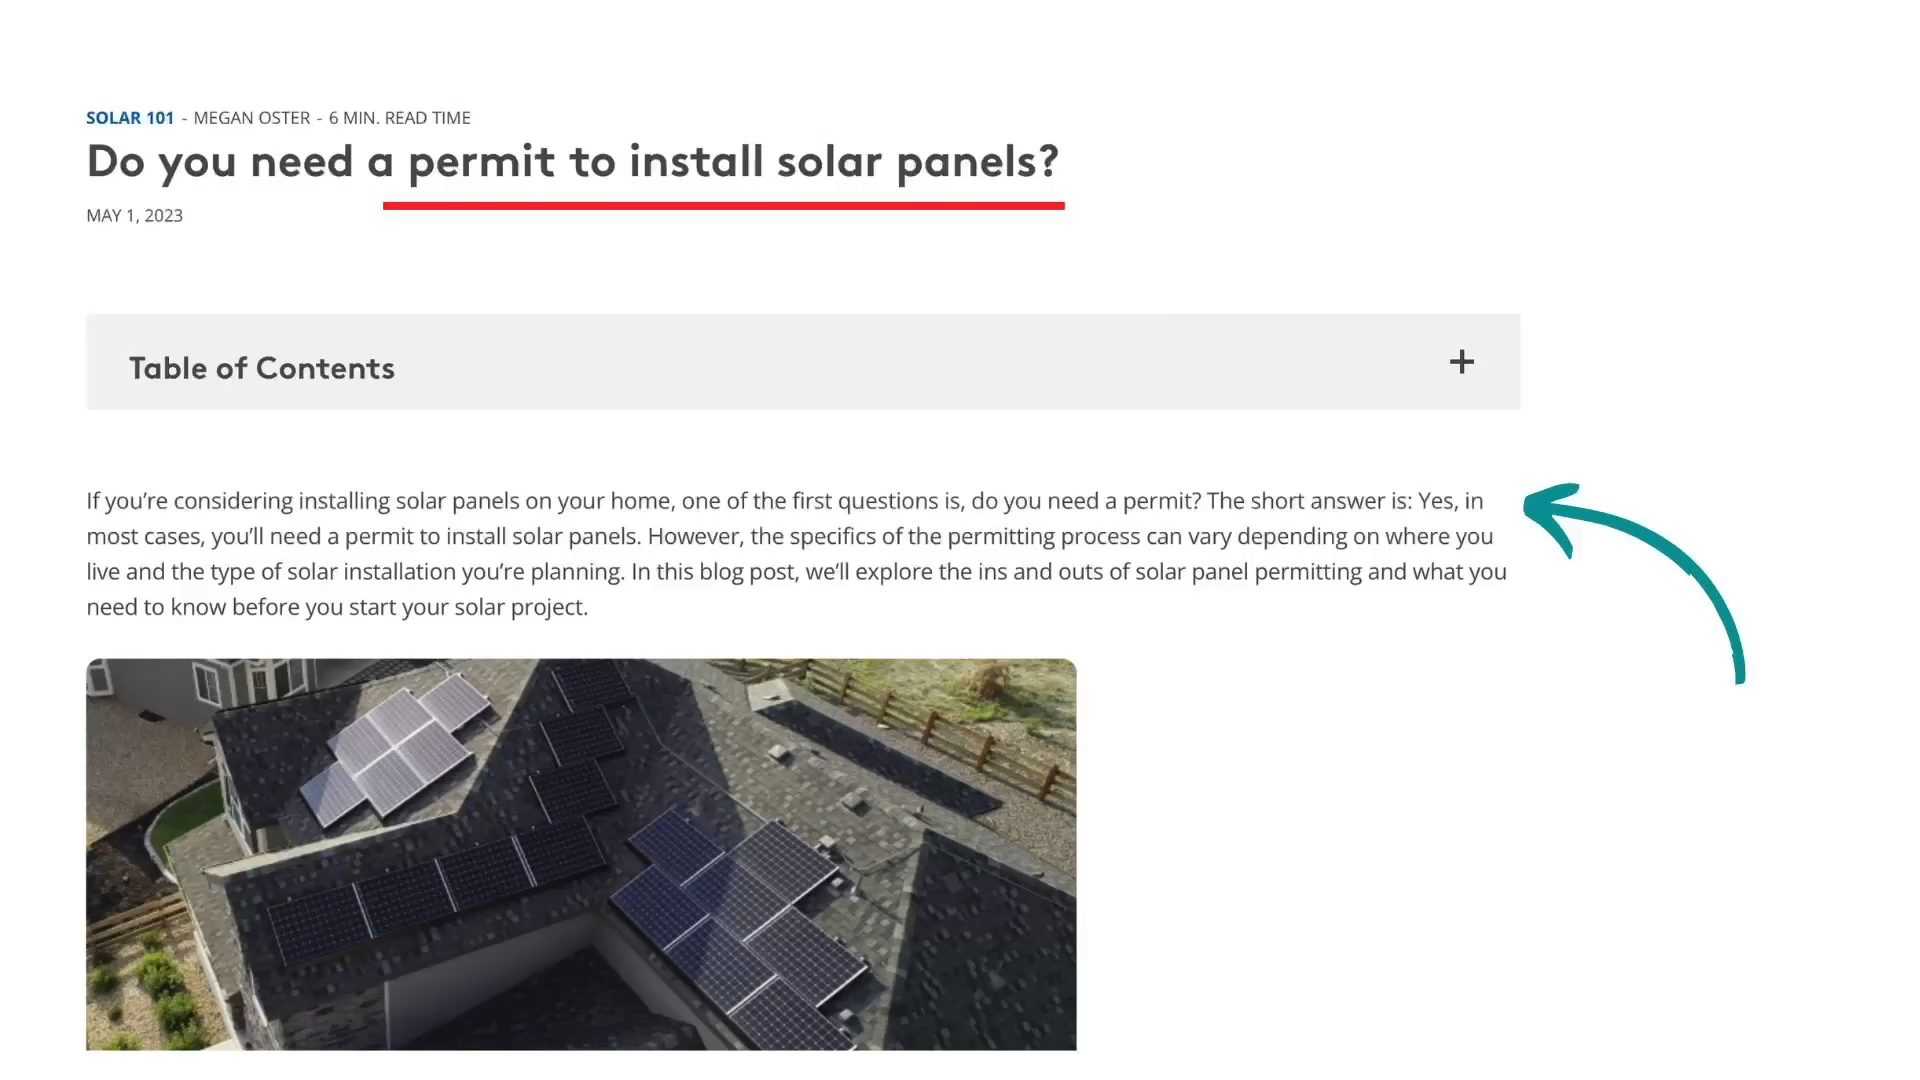 SOLAR 101 - MEGAN OSTER - 6 MIN. READ TIME
Do you need a permit to install solar panels?
MAY 1, 2023
Table of Contents +
If you’re considering installing solar panels on your home, one of the first questions is, do you need a permit? The short answer is: Yes, in
most cases, you’ll need a permit to install solar panels. However, the specifics of the permitting process can vary depending on where you
live and the type of solar installation you’re planning. In this blog post, we’ll explore the ins and outs of solar panel permitting and what you
need to know before you start your solar project.